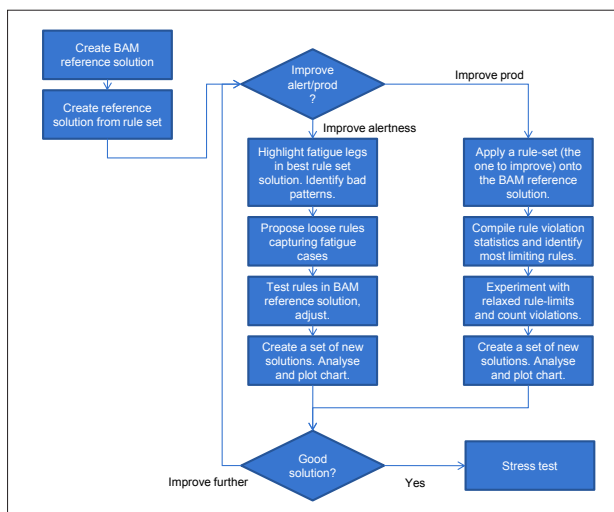 Create BAM
reference solution
Create reference
solution from rule set
Improve
alert/prod
?
Improve prod
Improve alertness
Highlight fatigue legs
in best rule set
solution. Identify bad
patterns.
Propose loose rules
capturing fatigue
cases
Test rules in BAM
reference solution,
adjust.
Create a set of new
solutions. Analyse
and plot chart.
Apply a rule-set (the
one to improve) onto
the BAM reference
solution.
Compile rule violation
statistics and identify
most limiting rules.
Experiment with
relaxed rule-limits
and count violations.
Create a set of new
solutions. Analyse
and plot chart.
Good
solution?
Improve further
Yes
Stress test